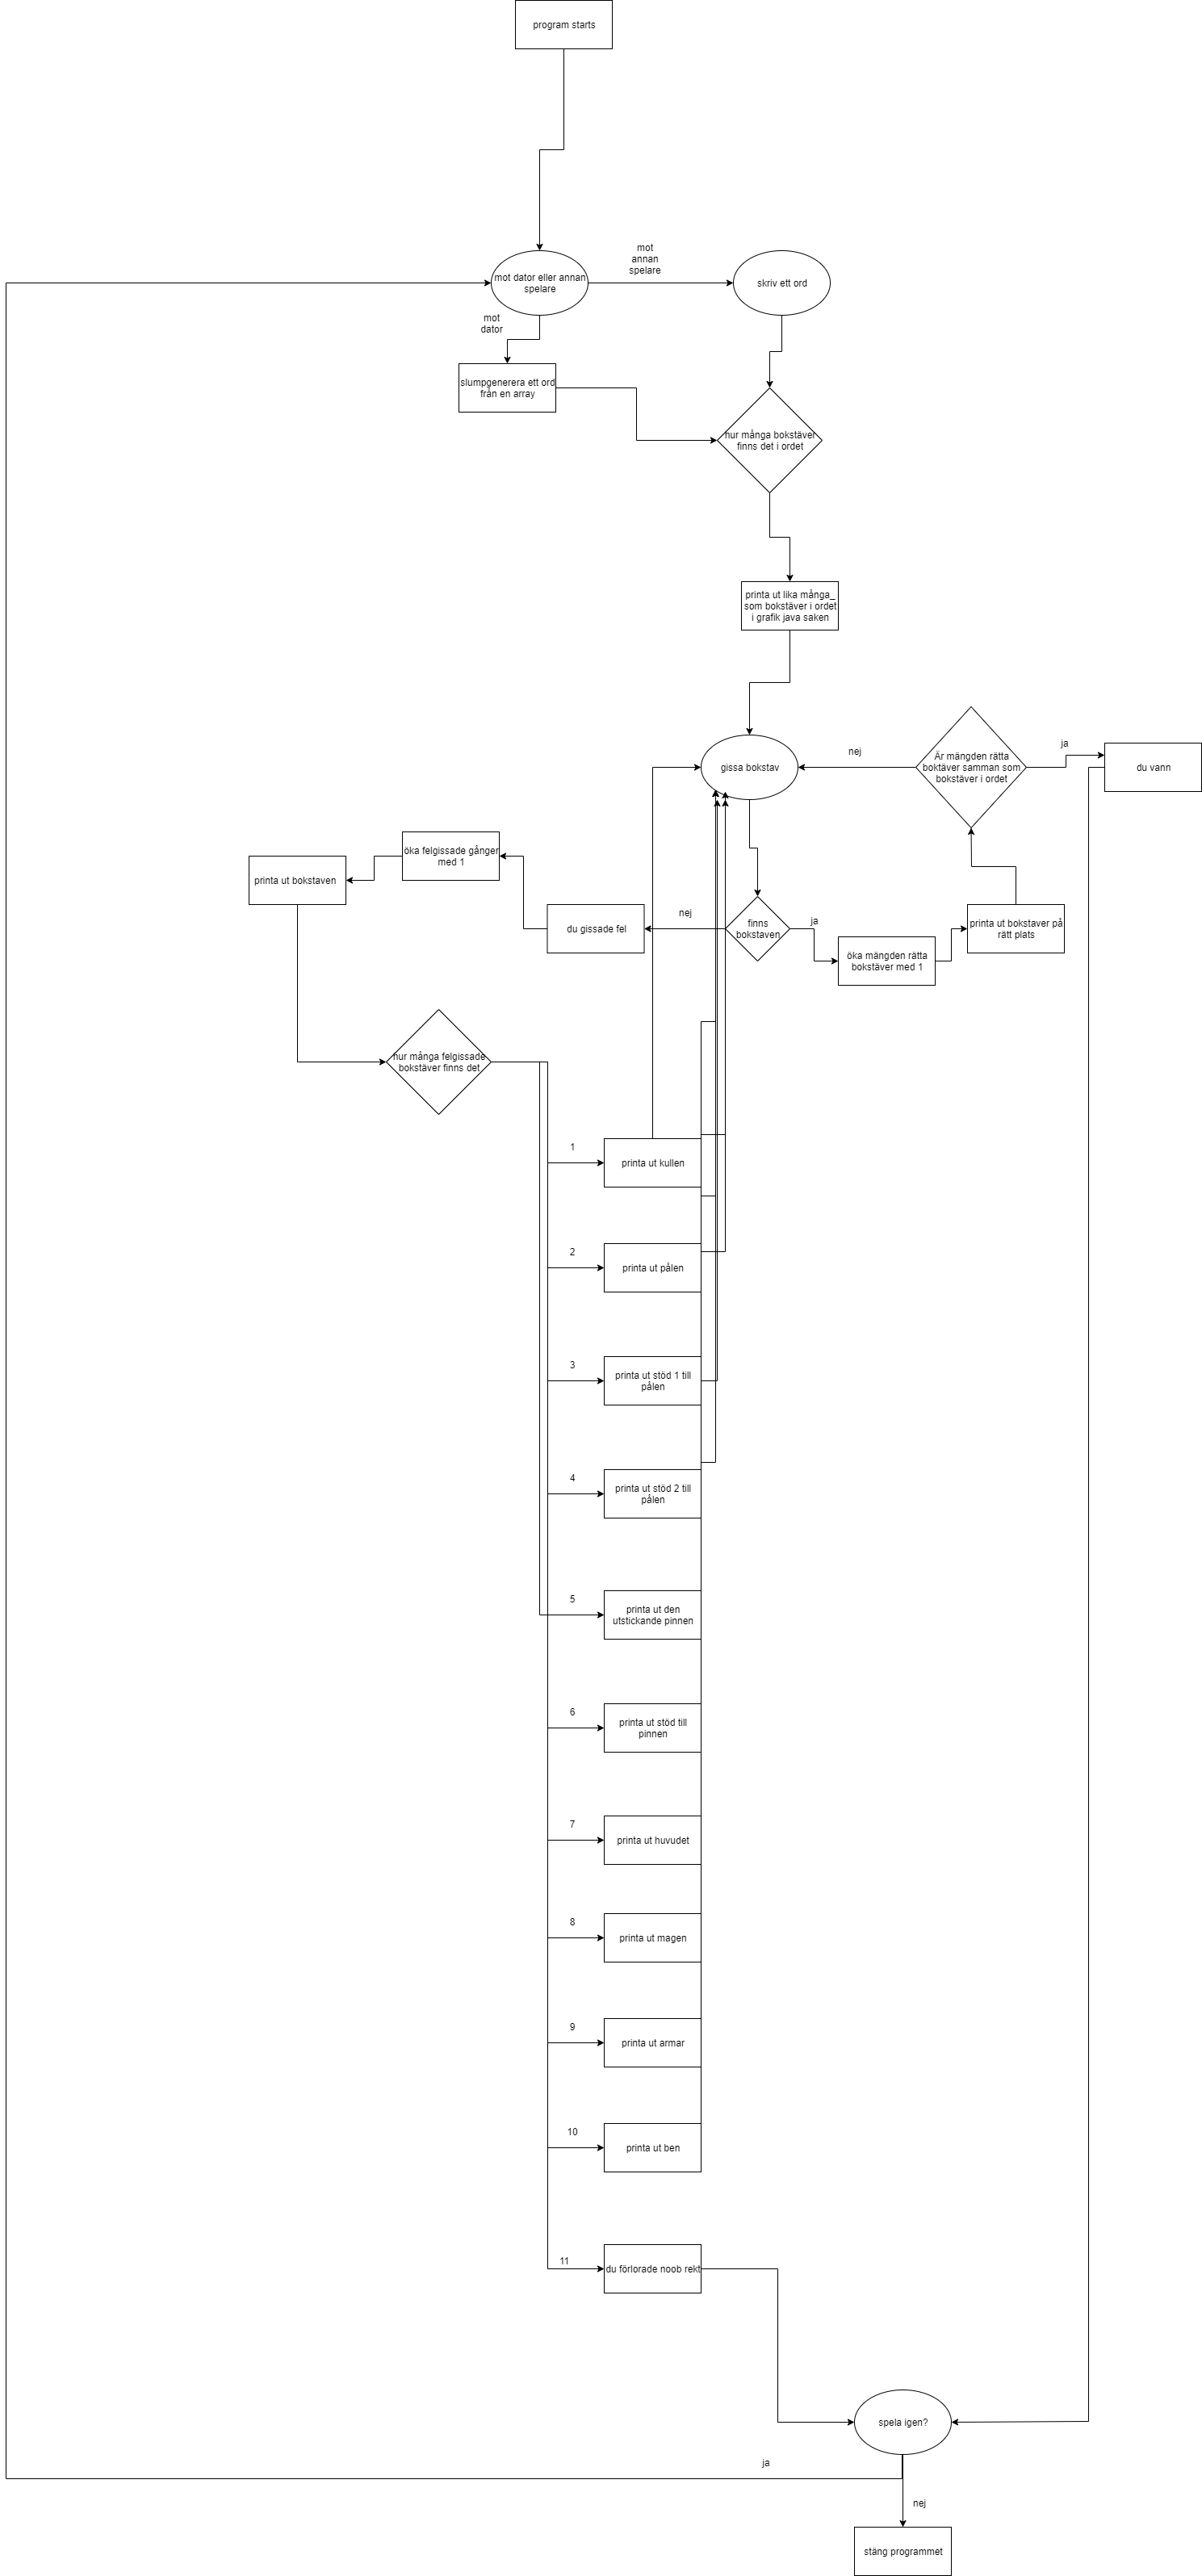 program starts
mot
annan
spelare
mot dator eller annan
spelare
skriv ett ord
mot
dator
slumpgenerera ett ord
från en array
hur många bokstäver
finns det i ordet
printa ut lika många_
som bokstäver i ordet
i grafik java saken
gissa bokstav
nej
Är mängden rätta
boktäver samman som
bokstäver i ordet
ja
du vann
öka felgissade gånger
med 1
printa ut bokstaven
du gissade fel
nej
finns
bokstaven
ja
öka mängden rätta
bokstäver med 1
printa ut bokstaver på
rätt plats
hur många felgissade
bokstäver finns det
1
printa ut kullen
2
printa ut pålen
3
printa ut stöd 1 till
pålen
4
printa ut stöd 2 till
pålen
5
printa ut den
utstickande pinnen
6
printa ut stöd till
pinnen
7
printa ut huvudet
8
printa ut magen
9
printa ut armar
10
printa ut ben
11
du förlorade noob rekt
spela igen?
ja
nej
stäng programmet